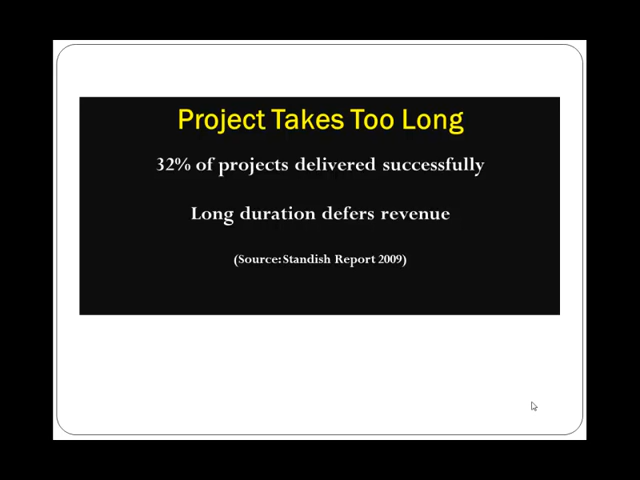 Project Takes Too Long
32% of projects delivered successfully
Long duration defers revenue
(Source: Standish Report 2009)